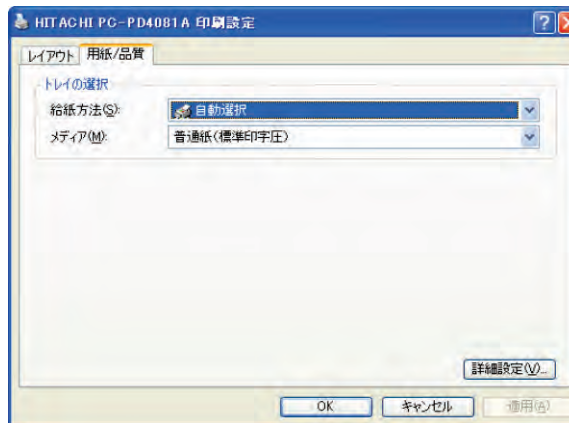 HITACHI PC-PD4081A 印刷設定
レイアウト 用紙/品質
トレイの選択
給紙方法(S): 自動選択
メディア(M): 普通紙(標準印字圧)
詳細設定(V)...
OK キャンセル 適用(A)